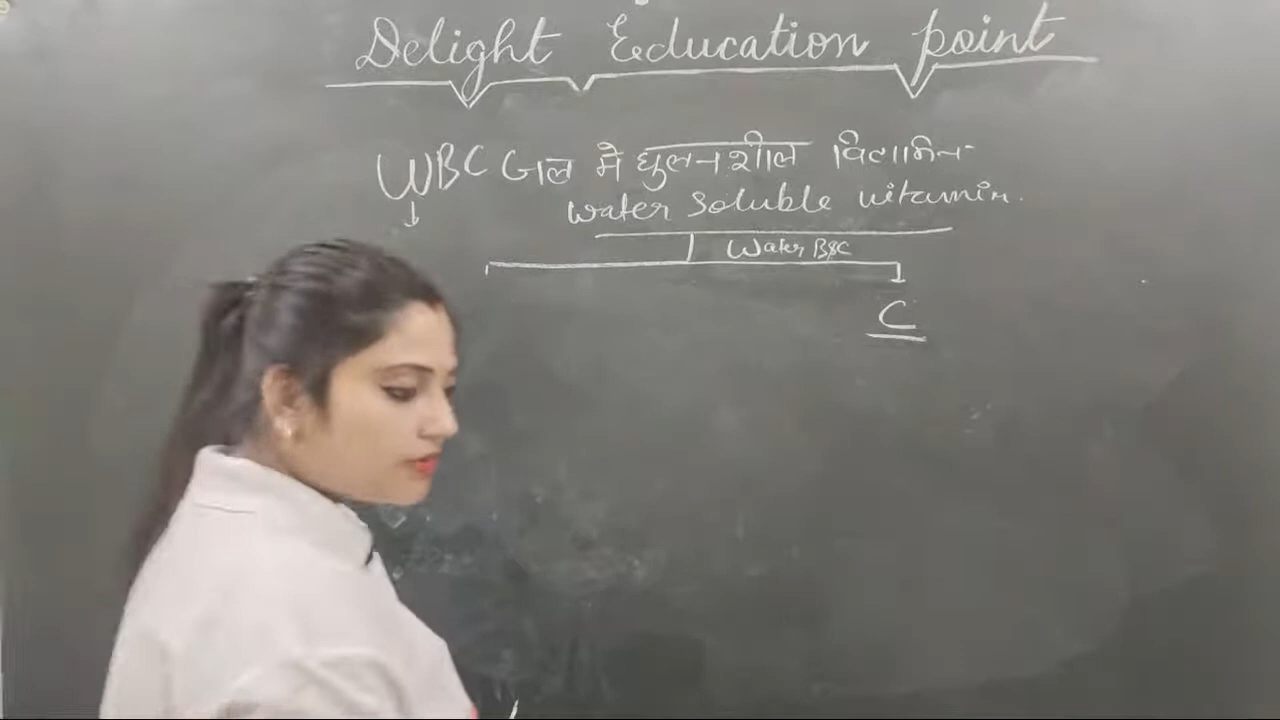 Delight Education point
WBC जल में घुलनशील विटामिन
water soluble vitamin.
Water B&C
C